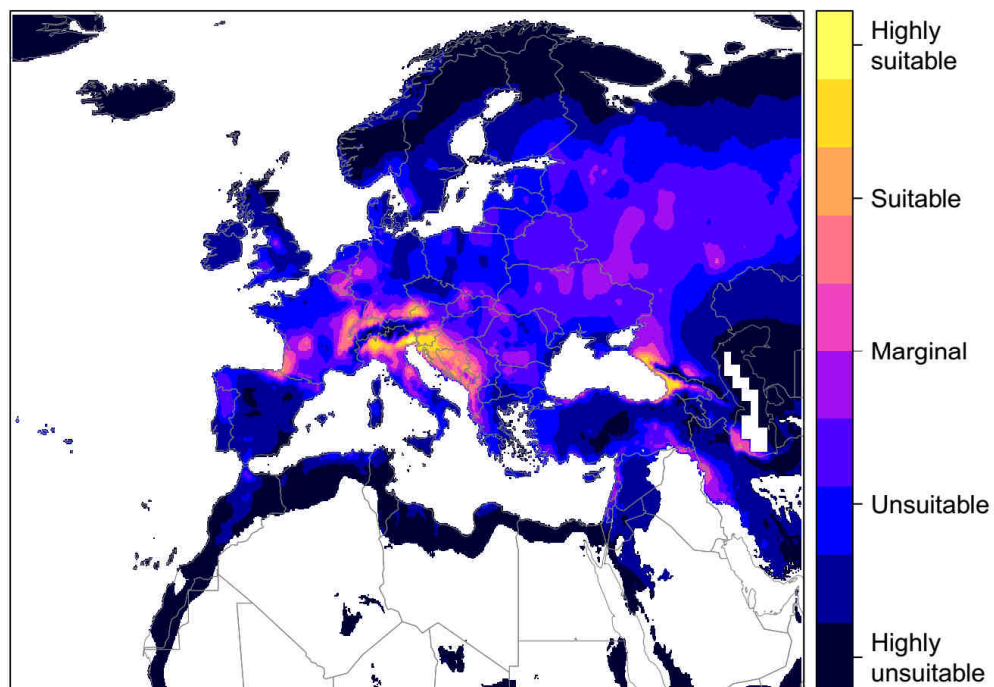 Highly
suitable
Suitable
Marginal
Unsuitable
Highly
unsuitable